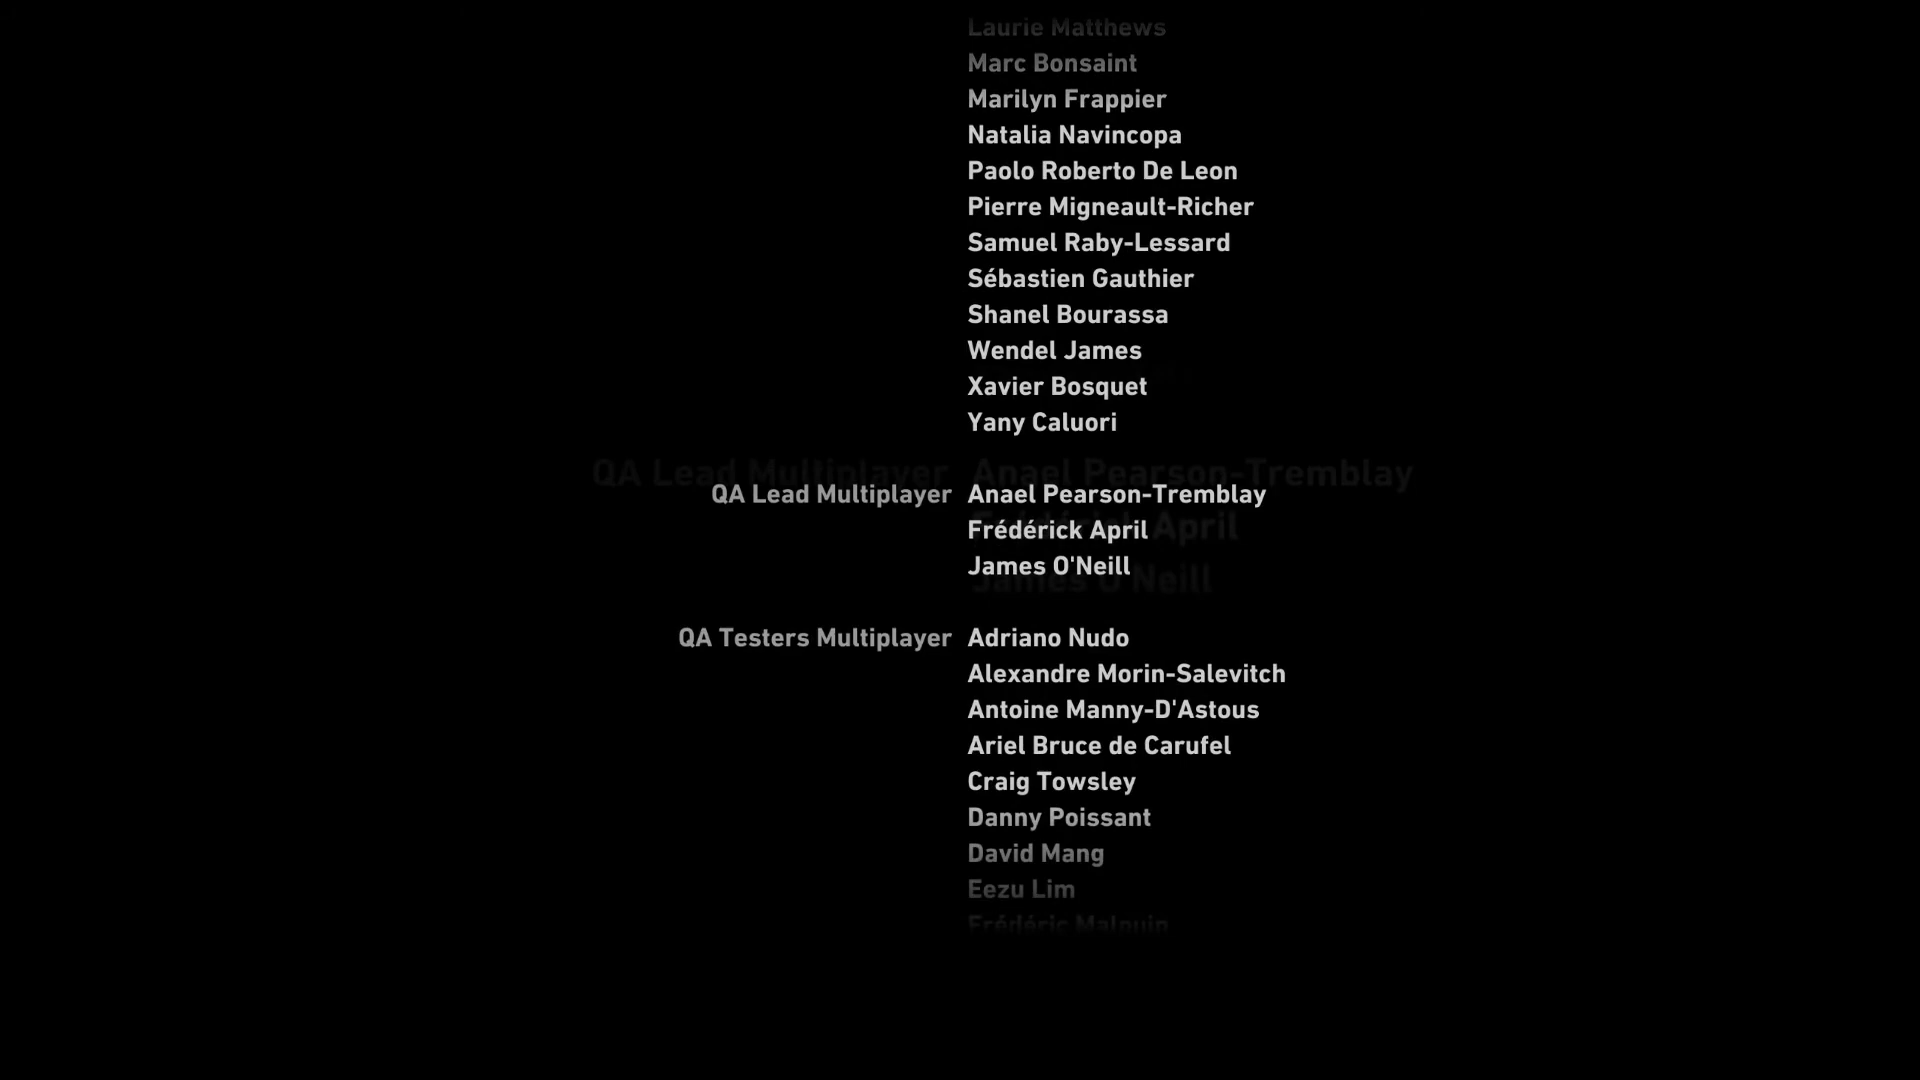 Laurie Matthews
Marc Bonsaint
Marilyn Frappier
Natalia Navincopa
Paolo Roberto De Leon
Pierre Migneault-Richer
Samuel Raby-Lessard
Sébastien Gauthier
Shanel Bourassa
Wendel James
Xavier Bosquet
Yany Caluori
QA Lead Multiplayer Anael Pearson-Tremblay
Frédérick April
James O'Neill
QA Testers Multiplayer Adriano Nudo
Alexandre Morin-Salevitch
Antoine Manny-D'Astous
Ariel Bruce de Carufel
Craig Towsley
Danny Poissant
David Mang
Eezu Lim
Frédéric Malouin